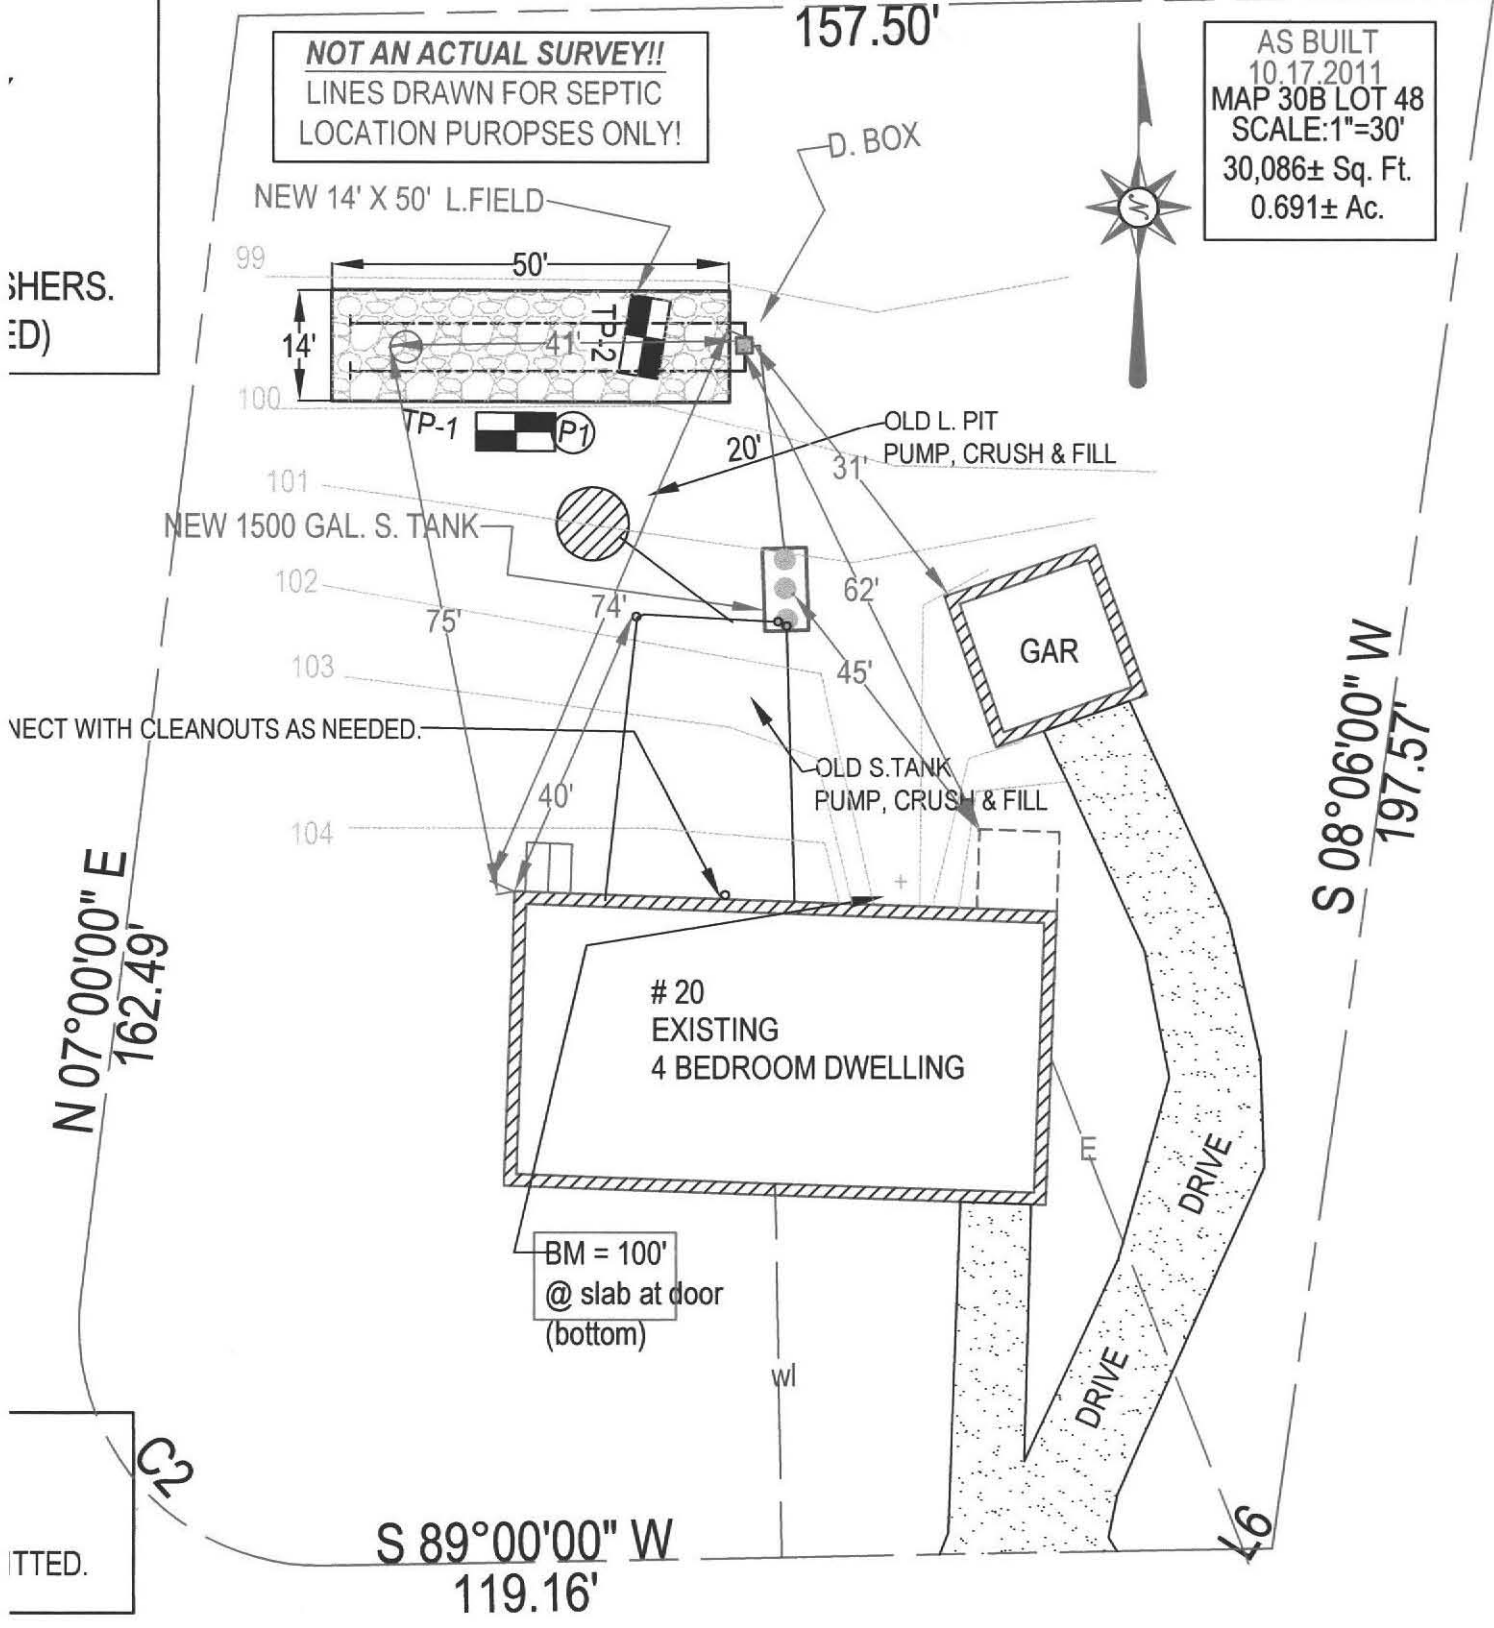 157.50'
NOT AN ACTUAL SURVEY!!
LINES DRAWN FOR SEPTIC
LOCATION PUROPSES ONLY!
AS BUILT
10.17.2011
MAP 30B LOT 48
SCALE:1"=30'
30,086± Sq. Ft.
0.691± Ac.
D. BOX
NEW 14' X 50' L.FIELD
99
50'
SHERS.
ED)
14'
41'
TP-2
N
100
TP-1
P1
OLD L. PIT
PUMP, CRUSH & FILL
20'
31'
101
NEW 1500 GAL. S. TANK
102
62'
74'
75'
GAR
103
45'
NECT WITH CLEANOUTS AS NEEDED.
OLD S.TANK
PUMP, CRUSH & FILL
40'
104
S 08°06'00" W
197.57'
N 07°00'00" E
162.49'
# 20
EXISTING
4 BEDROOM DWELLING
E
DRIVE
BM = 100'
@ slab at door
(bottom)
wl
DRIVE
C2
L6
S 89°00'00" W
119.16'
ITTED.